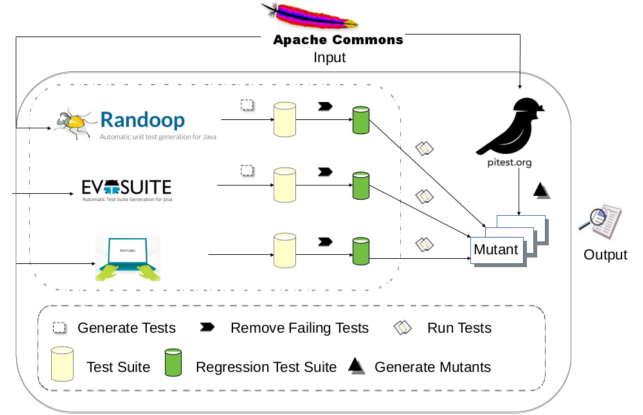 Apache Commons
Input
Randoop
Automatic unit test generation for Java
EVOSUITE
Automatic Test Suite Generation for Java
pitest.org
Mutant
Output
Generate Tests
Remove Failing Tests
Run Tests
Test Suite
Regression Test Suite
Generate Mutants